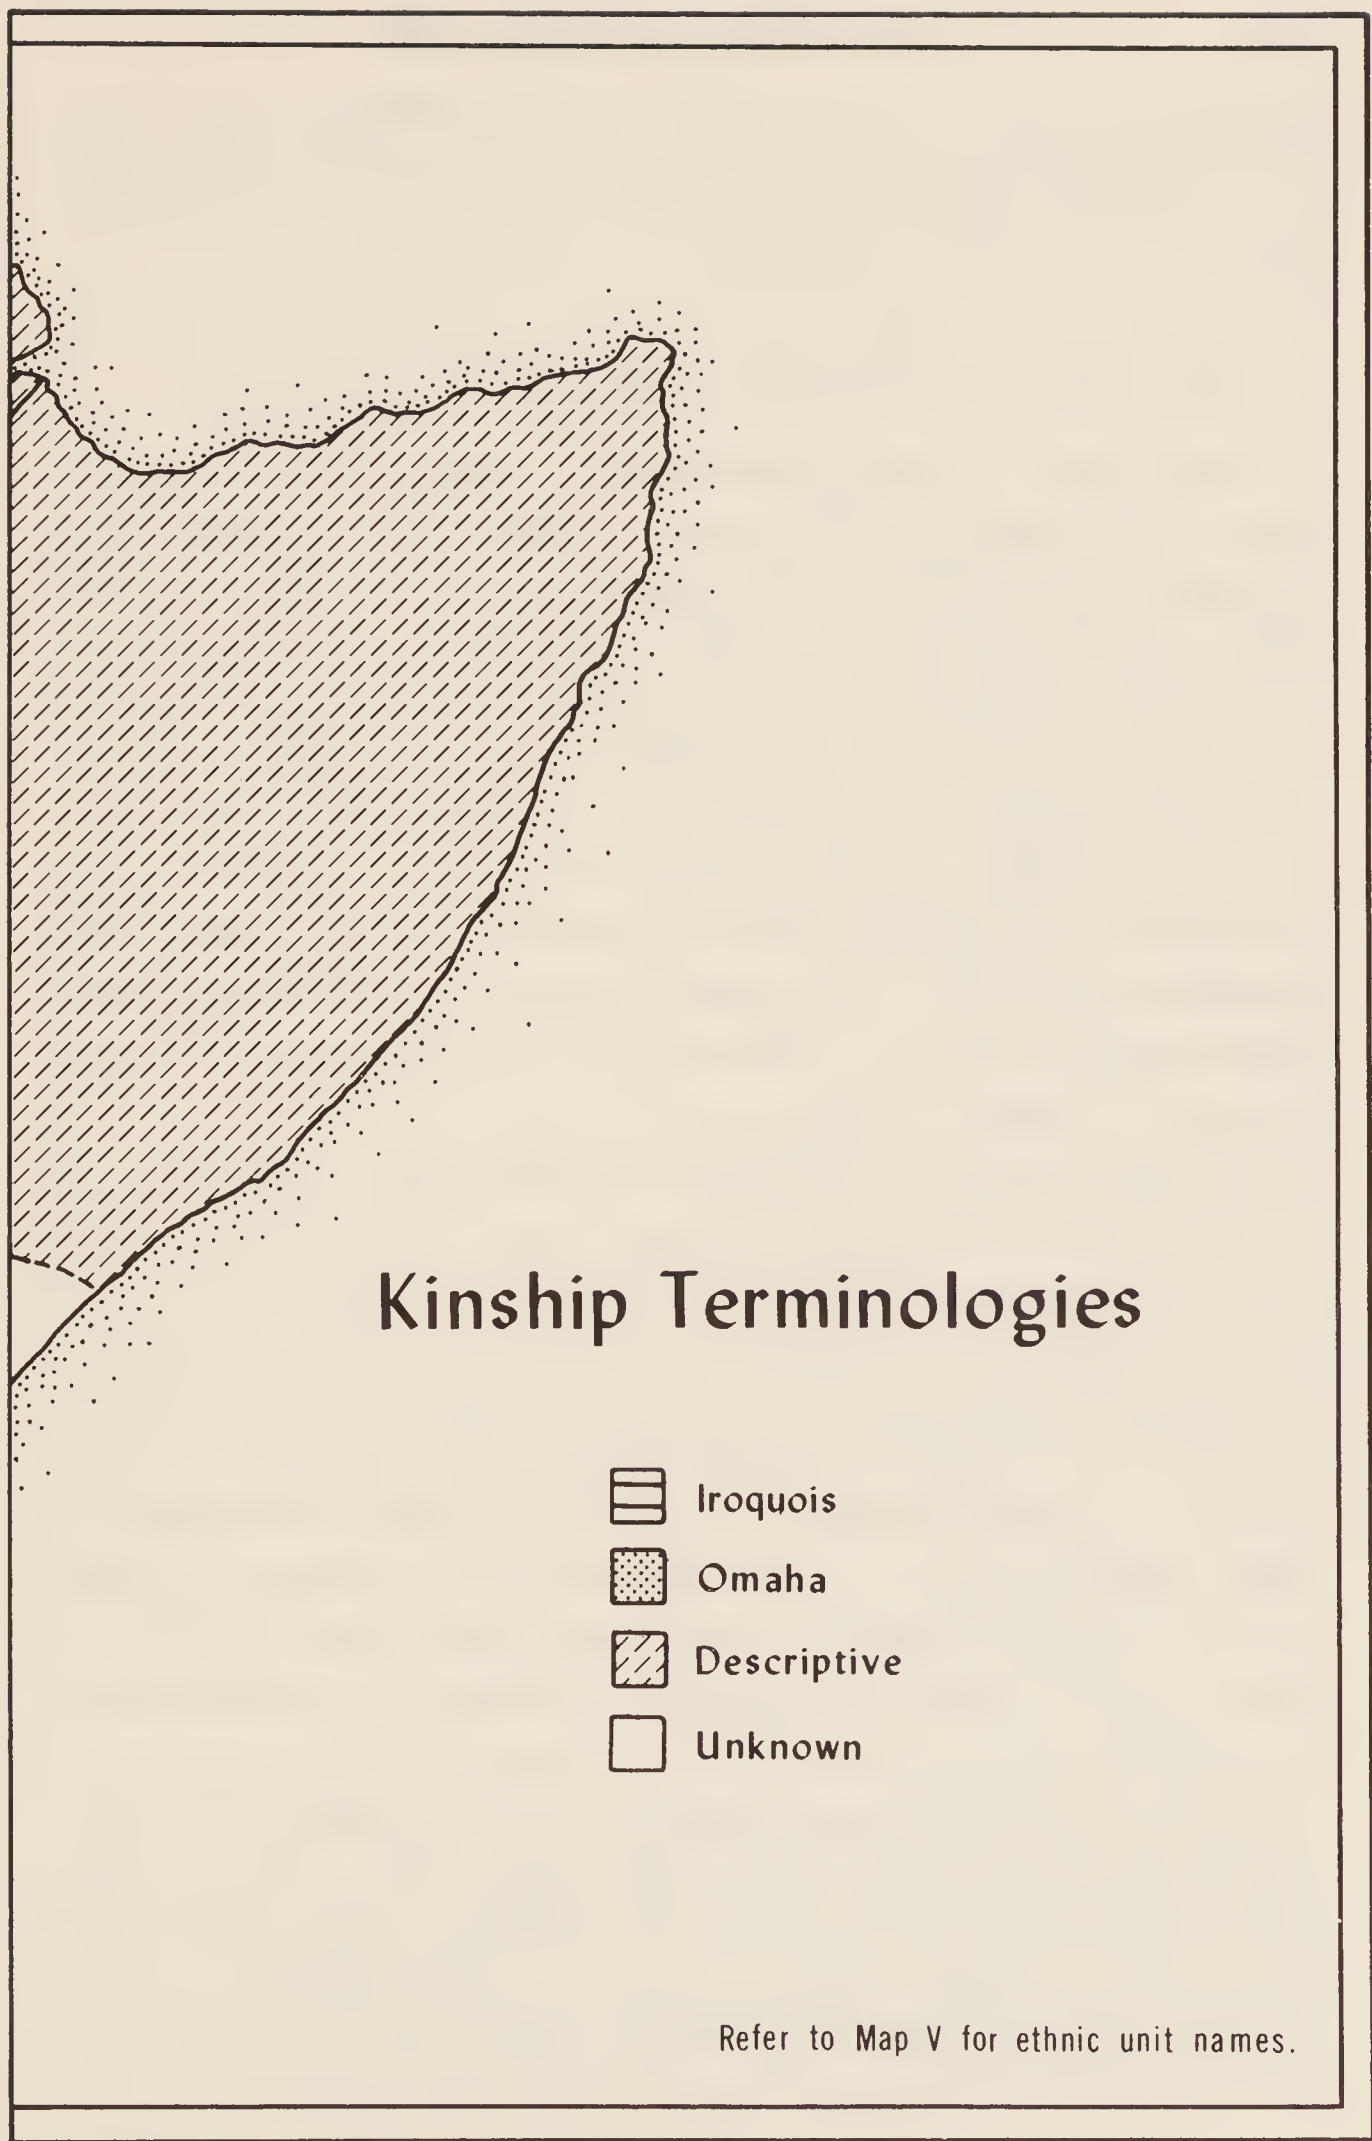 Kinship Terminologies
Iroquois
Omaha
Descriptive
Unknown
Refer to Map V for ethnic unit names.